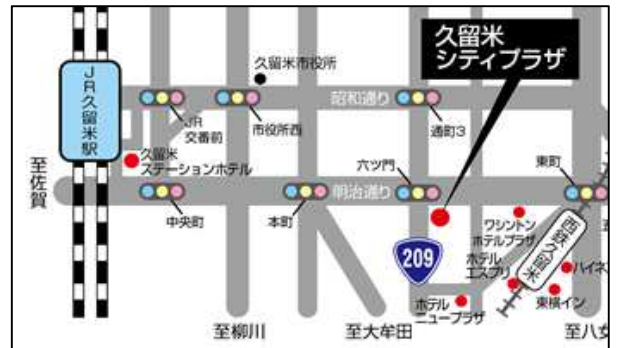 久留米
シティプラザ
久留米市役所
JR久留米駅
昭和通り
JR
交番前
市役所西
通町3
久留米
ステーションホテル
六ツ門
東町
至佐賀
明治通り
中央町
本町
ワシントン
ホテルプラザ
西鉄久留米
209
ホテル
エスプリ
ハイネ
東横イン
ホテル
ニュープラザ
至柳川
至大牟田
至八女